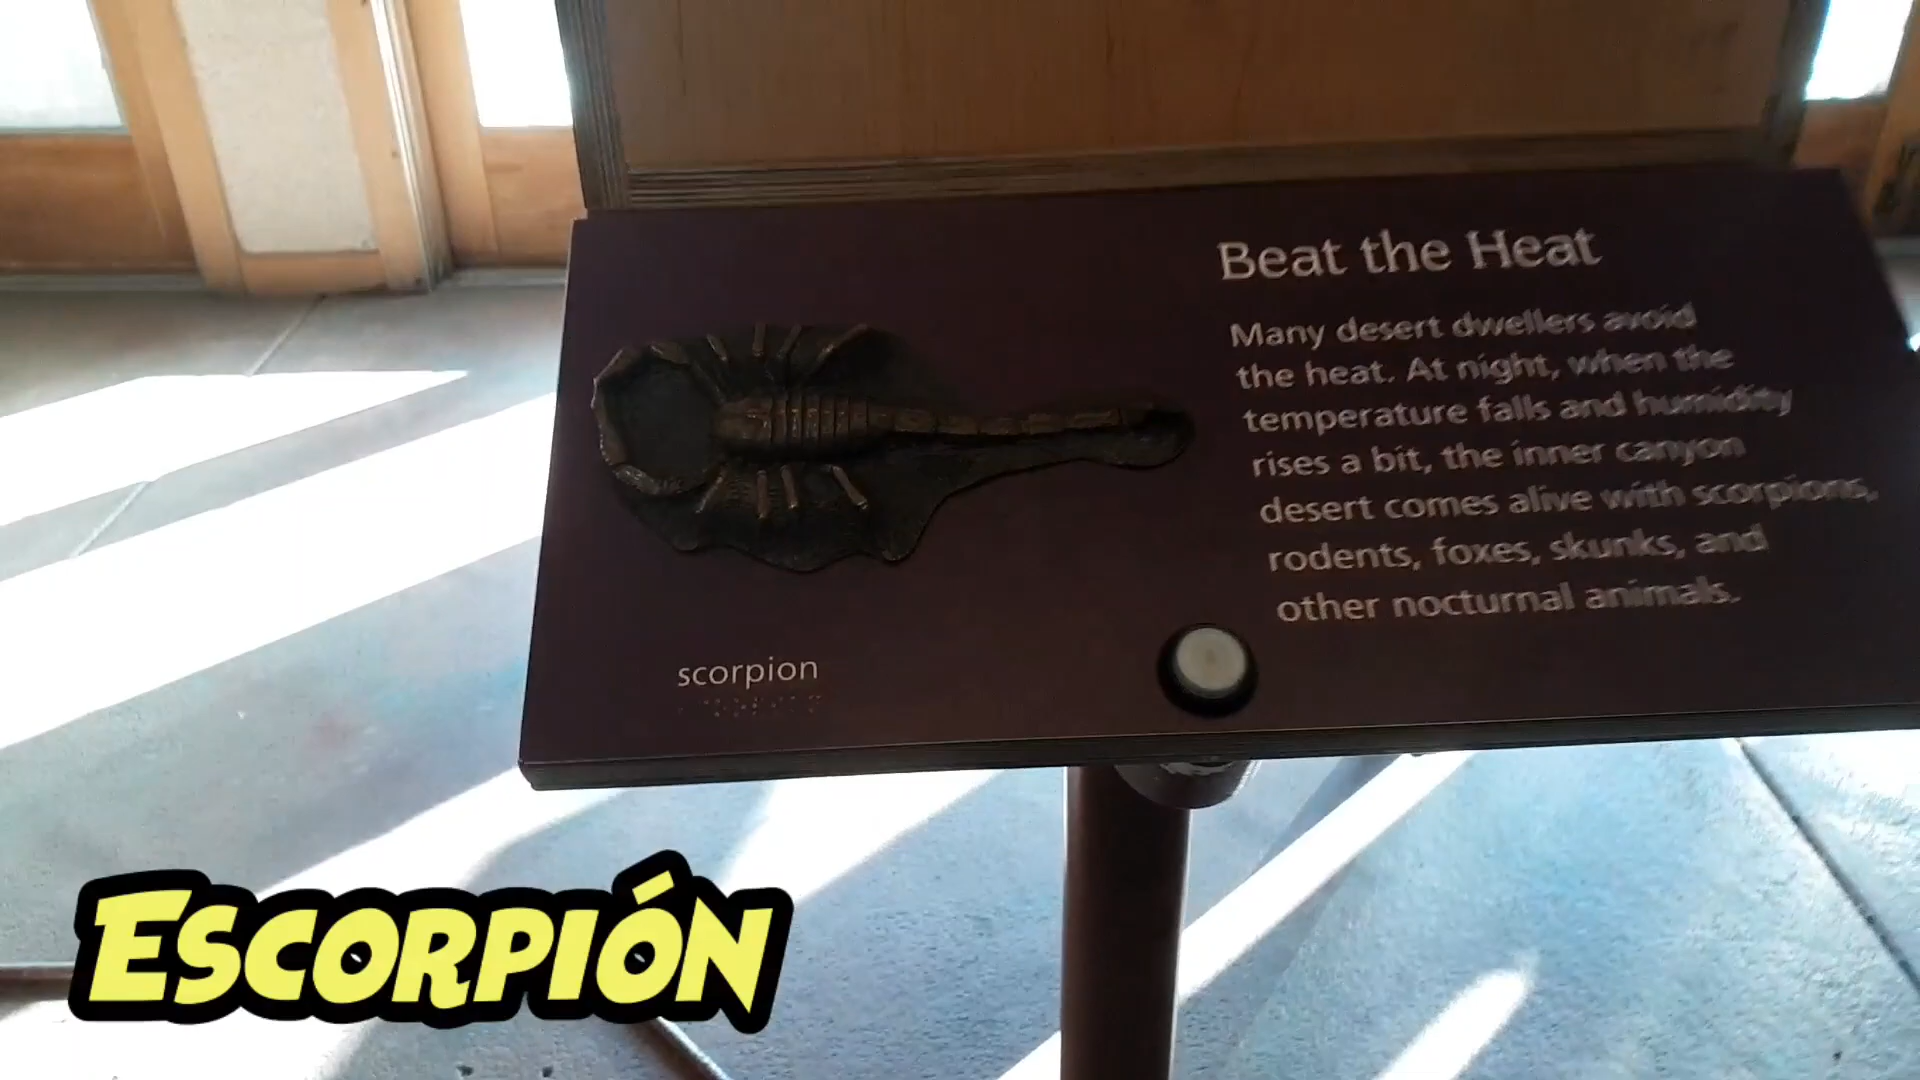 Beat the Heat
Many desert dwellers avoid
the heat. At night, when the
temperature falls and humidity
rises a bit, the inner canyon
desert comes alive with scorpions,
rodents, foxes, skunks, and
other nocturnal animals.
scorpion
ESCORPIÓN